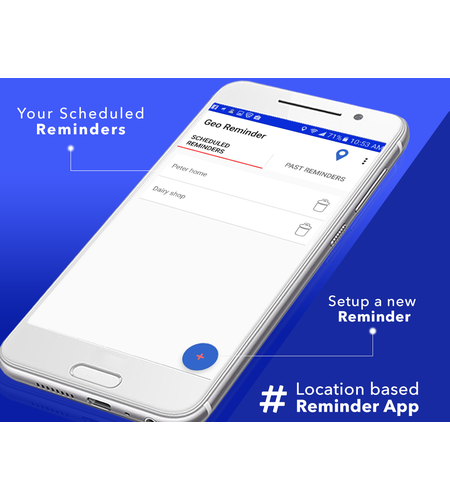 Your Scheduled
Reminders
71% 10:53 AM
Geo Reminder
SCHEDULED
REMINDERS
PAST REMINDERS
Peter home
Dairy shop
Setup a new
Reminder
+
# Location based
Reminder App